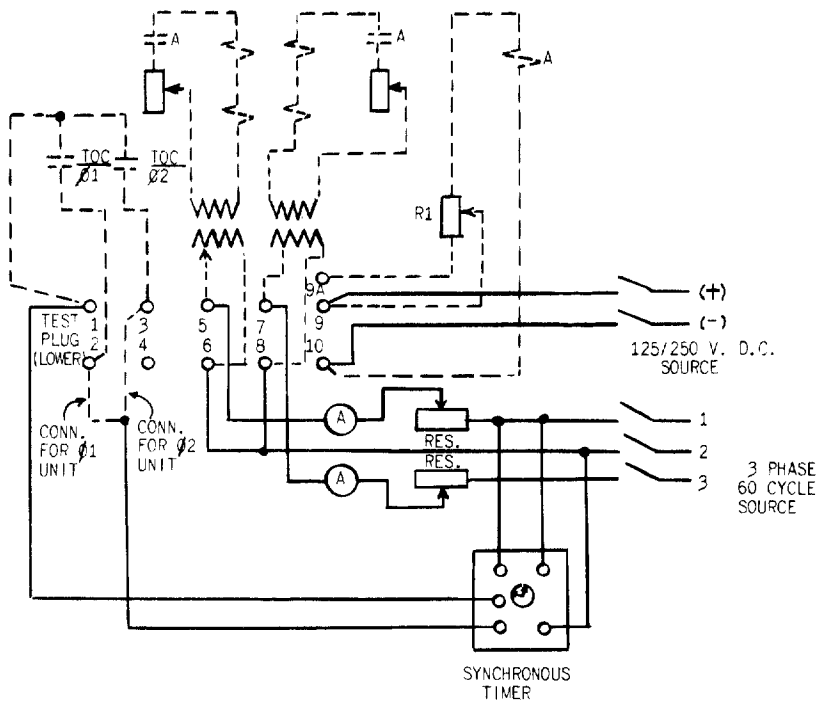 A
A
A
TOC
Ø1
TOC
Ø2
R1
9A
(+)
TEST
PLUG
(LOWER)
1
2
3
4
5
6
7
8
9
10
(-)
125/250 V. D.C.
SOURCE
CONN.
FOR Ø1
UNIT
CONN.
FOR Ø2
UNIT
A
RES.
RES.
A
1
2
3
3 PHASE
60 CYCLE
SOURCE
SYNCHRONOUS
TIMER